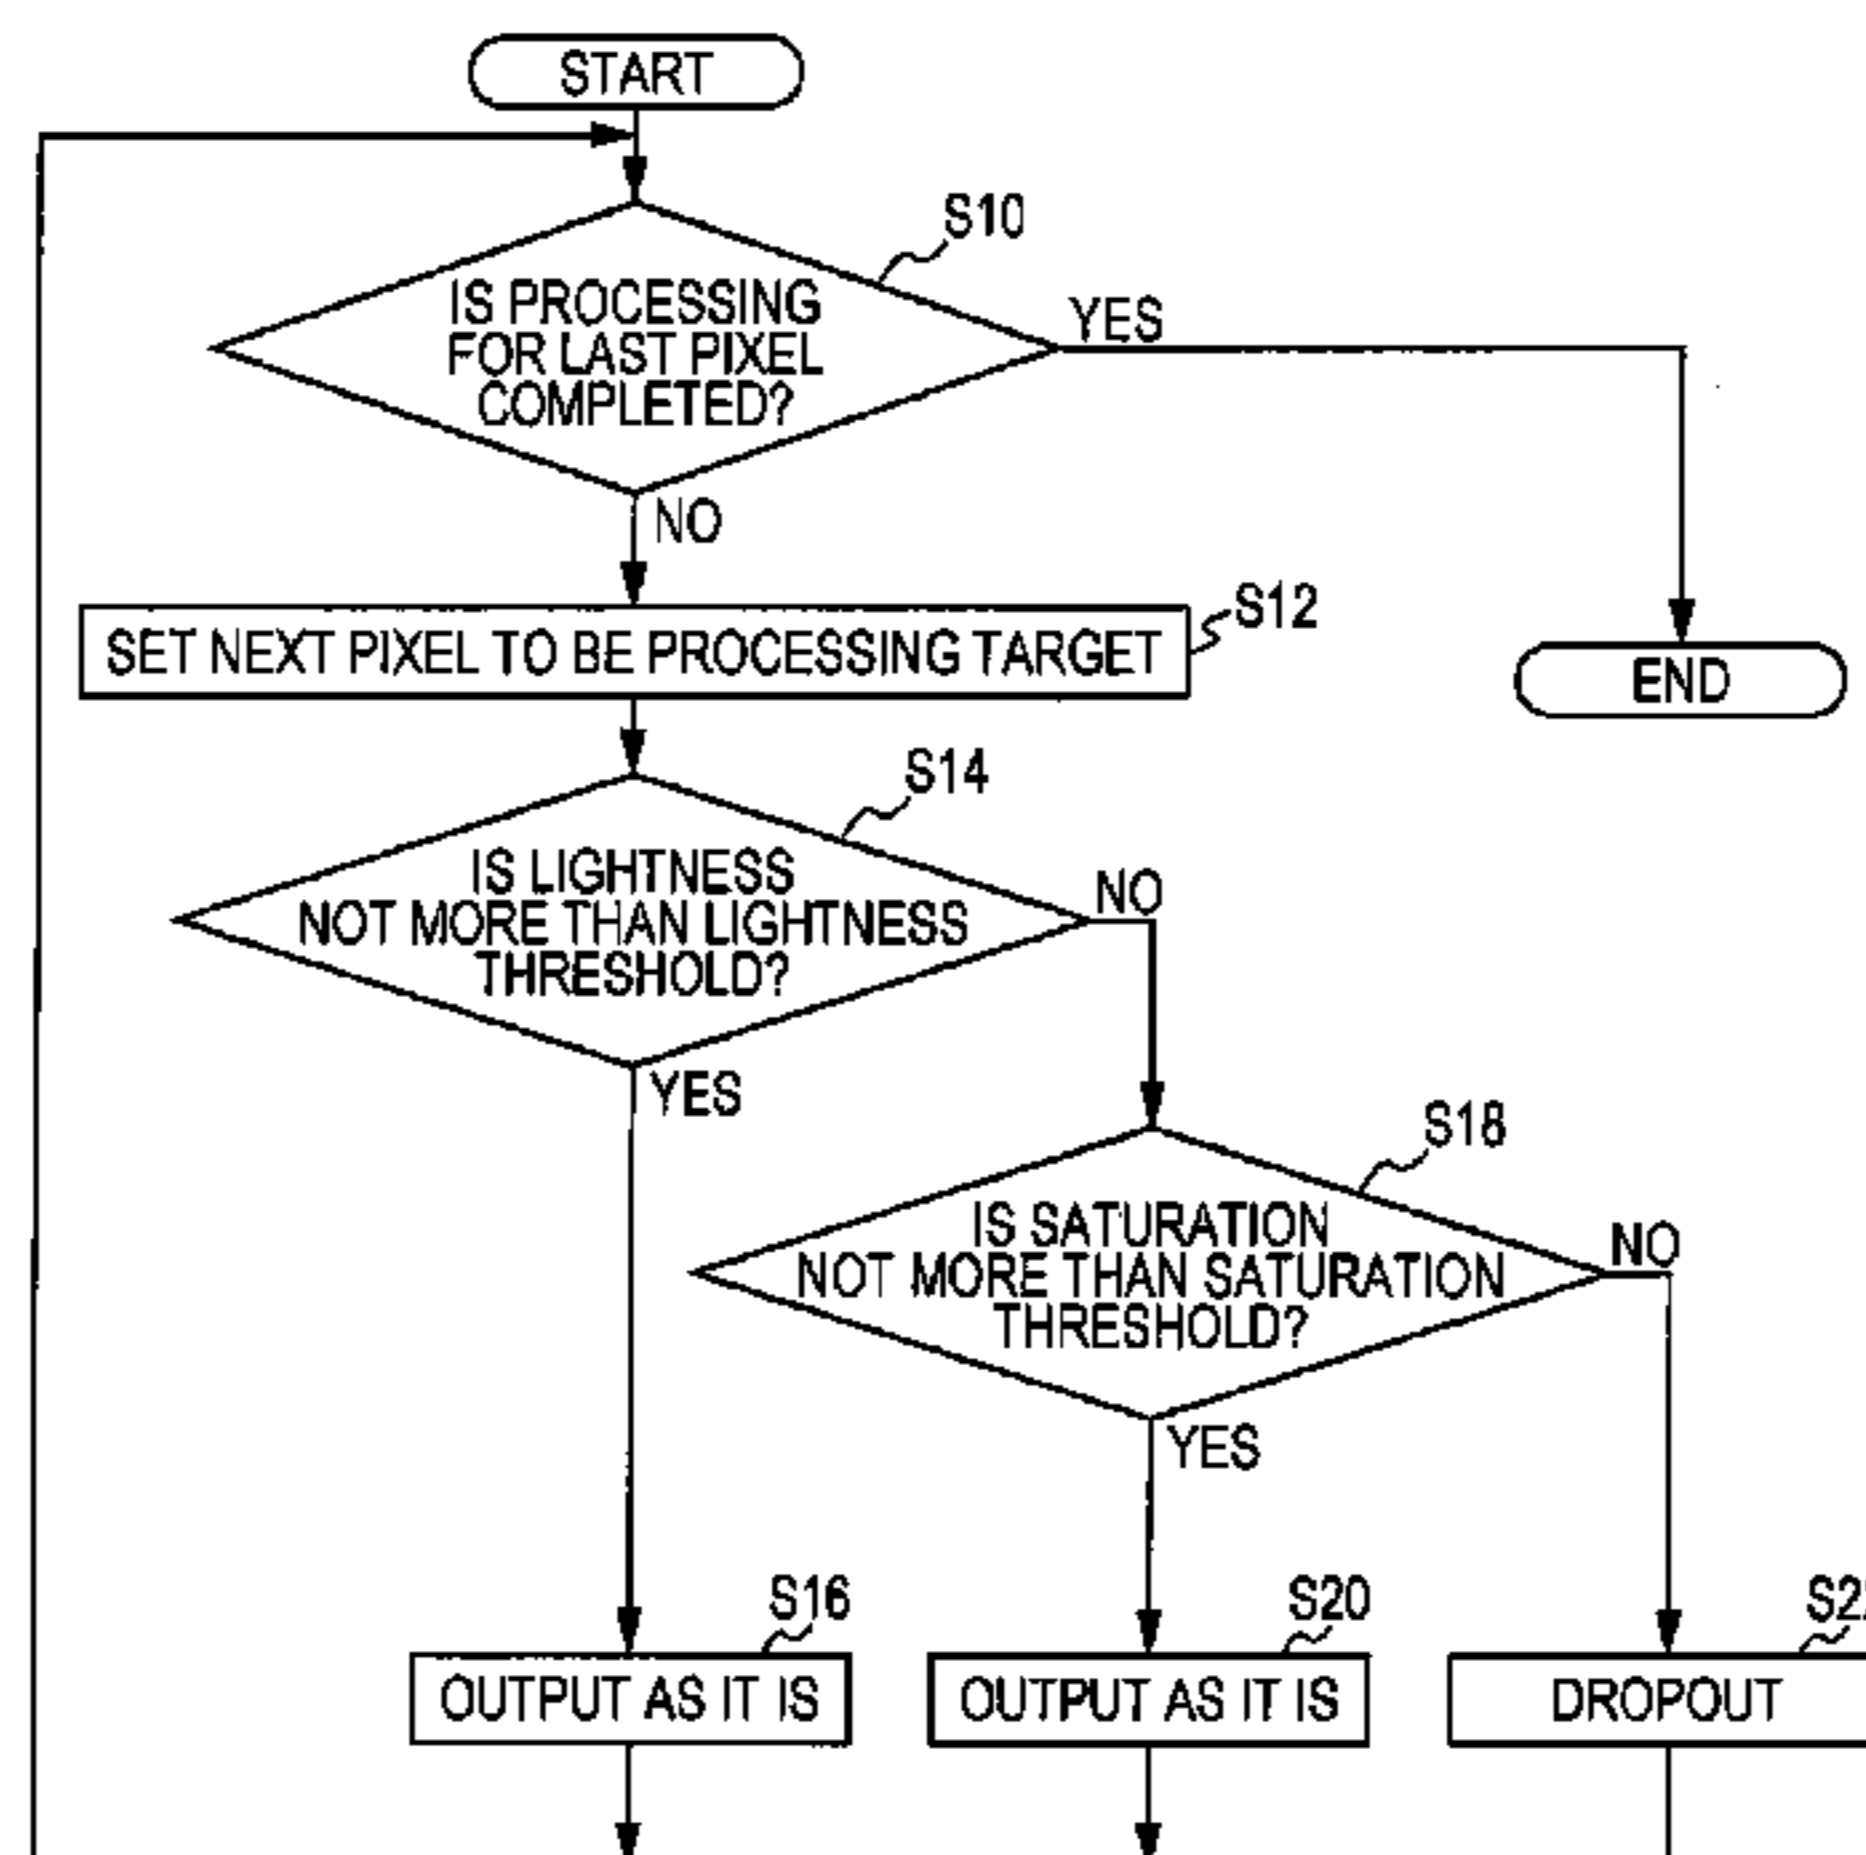 START
S10
IS PROCESSING
FOR LAST PIXEL
COMPLETED?
YES
NO
SET NEXT PIXEL TO BE PROCESSING TARGET
S12
END
S14
IS LIGHTNESS
NOT MORE THAN LIGHTNESS
THRESHOLD?
NO
YES
S18
IS SATURATION
NOT MORE THAN SATURATION
THRESHOLD?
NO
YES
S16
OUTPUT AS IT IS
S20
OUTPUT AS IT IS
DROPOUT